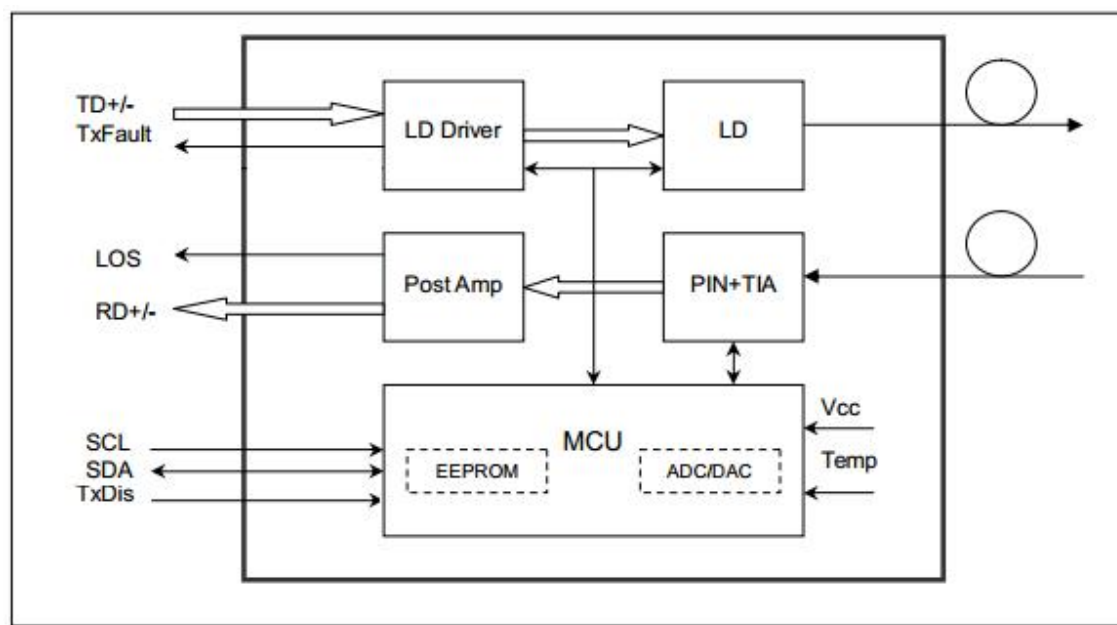 TD+/-
TxFault
LD Driver
LD
LOS
RD+/-
Post Amp
PIN+TIA
SCL
SDA
TxDis
MCU
EEPROM
ADC/DAC
Vcc
Temp